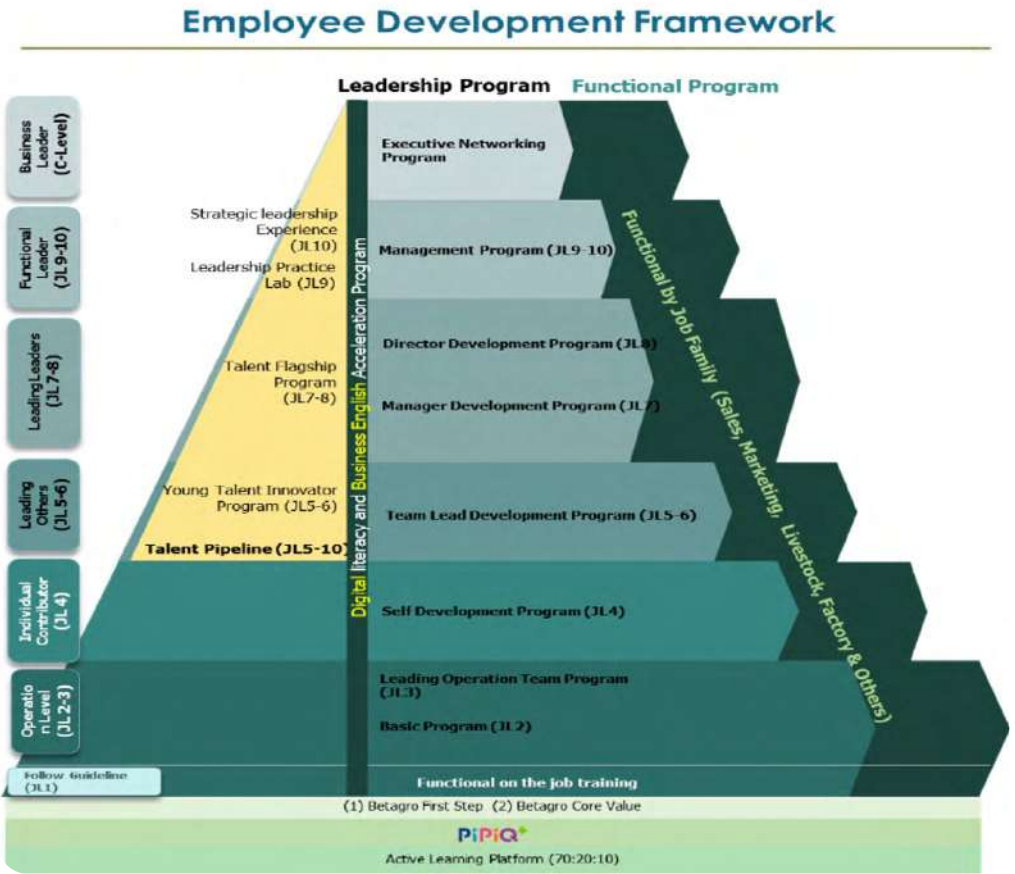 Employee Development Framework
Leadership Program
Functional Program
Business
Leader
(C-Level)
Executive Networking
Program
Functional
Leader
(JL9-10)
Strategic leadership
Experience
(JL10)
Leadership Practice
Lab (JL9)
Management Program (JL9-10)
Leading Leaders
(JL7-8)
Talent Flagship
Program
(JL7-8)
Director Development Program (JL8)
Manager Development Program (JL7)
Leading
Others
(JL5-6)
Young Talent Innovator
Program (JL5-6)
Talent Pipeline (JL5-10)
Team Lead Development Program (JL5-6)
Individual
Contributor
(JL4)
Self Development Program (JL4)
Operatio
n Level
(JL 2-3)
Leading Operation Team Program
(JL3)
Basic Program (JL2)
Digital literacy and Business English Acceleration Program
Functional by Job Family (Sales, Marketing, Livestock, Factory & Others)
Follow Guideline
(JL1)
Functional on the job training
(1) Betagro First Step (2) Betagro Core Value
PiPiQ+
Active Learning Platform (70:20:10)